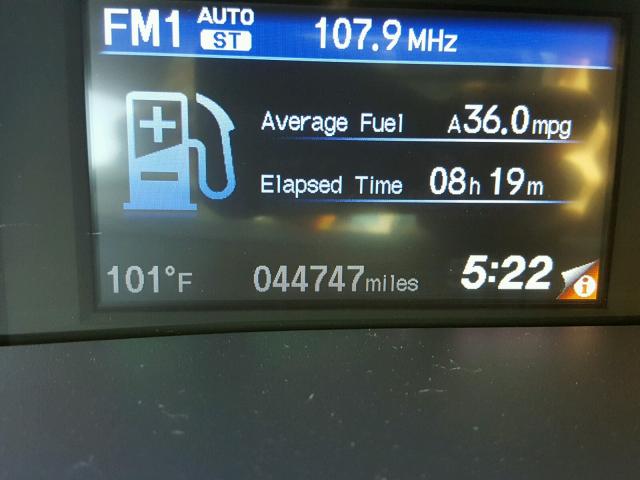 FM1 AUTO ST 107.9 MHz
Average Fuel A36.0mpg
Elapsed Time 08h 19m
101°F 044747miles 5:22 i